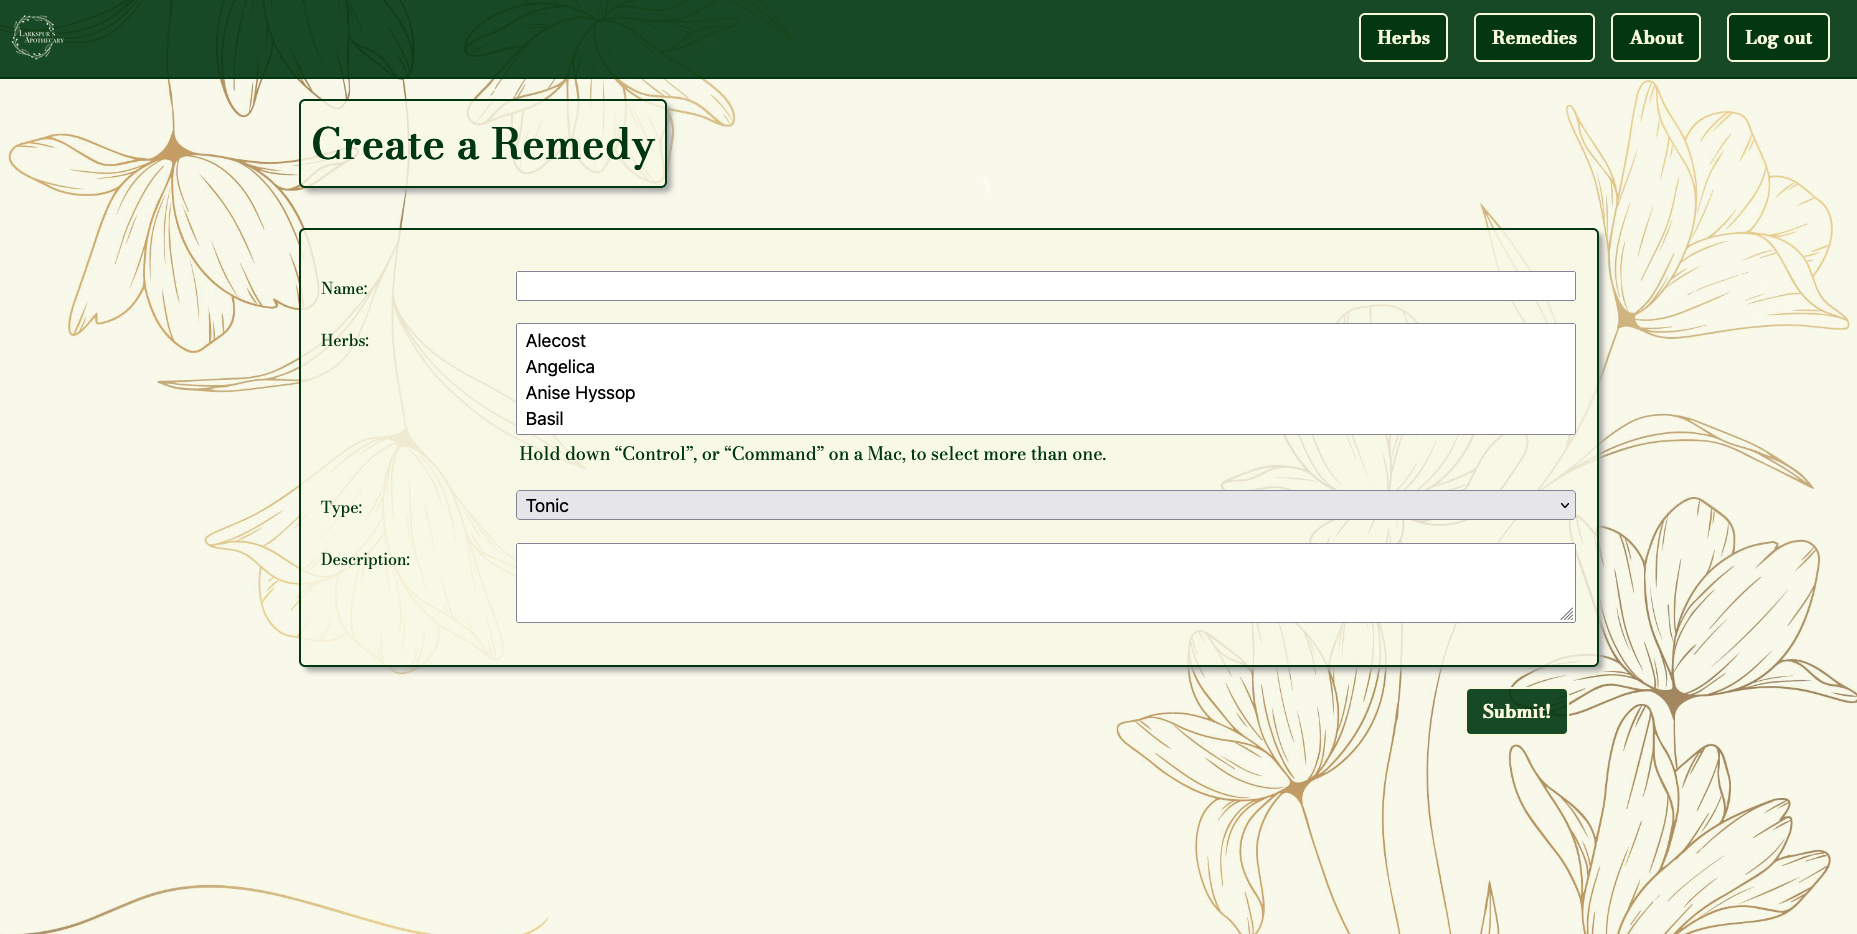 Larkspur's
Apothecary
Herbs
Remedies
About
Log out
Create a Remedy
Name:
Herbs:
Alecost
Angelica
Anise Hyssop
Basil
Hold down “Control”, or “Command” on a Mac, to select more than one.
Type:
Tonic
Description:
Submit!